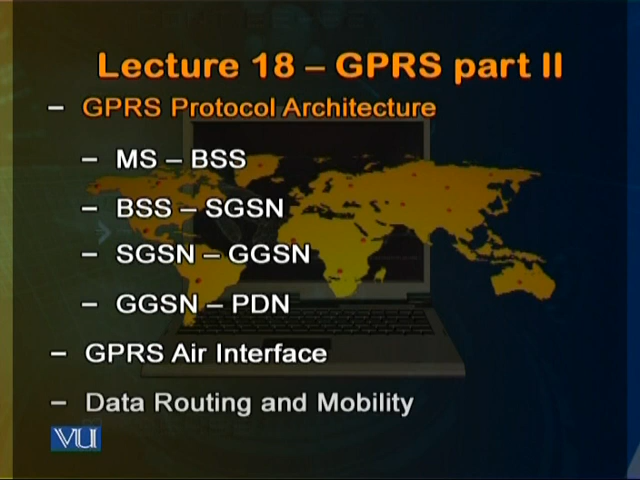 Lecture 18 – GPRS part II
– GPRS Protocol Architecture
– MS – BSS
– BSS – SGSN
– SGSN – GGSN
– GGSN – PDN
– GPRS Air Interface
– Data Routing and Mobility
VU